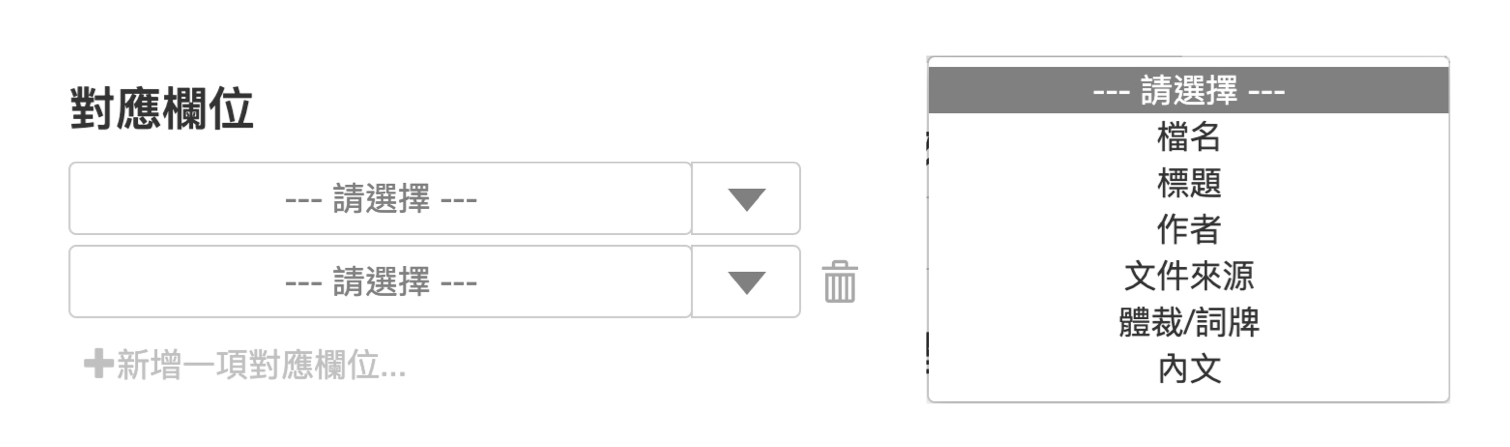 對應欄位
--- 請選擇 ---
--- 請選擇 ---
新增一項對應欄位...
--- 請選擇 ---
檔名
標題
作者
文件來源
體裁/詞牌
內文